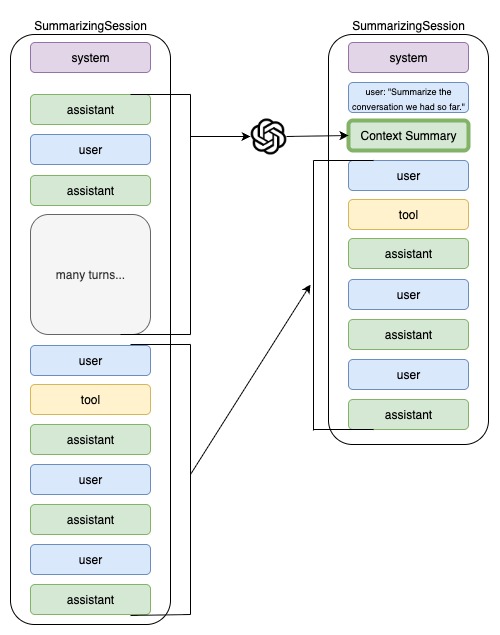 SummarizingSession
system
assistant
user
assistant
many turns...
user
tool
assistant
user
assistant
user
assistant
SummarizingSession
system
user: "Summarize the
conversation we had so far."
Context Summary
user
tool
assistant
user
assistant
user
assistant